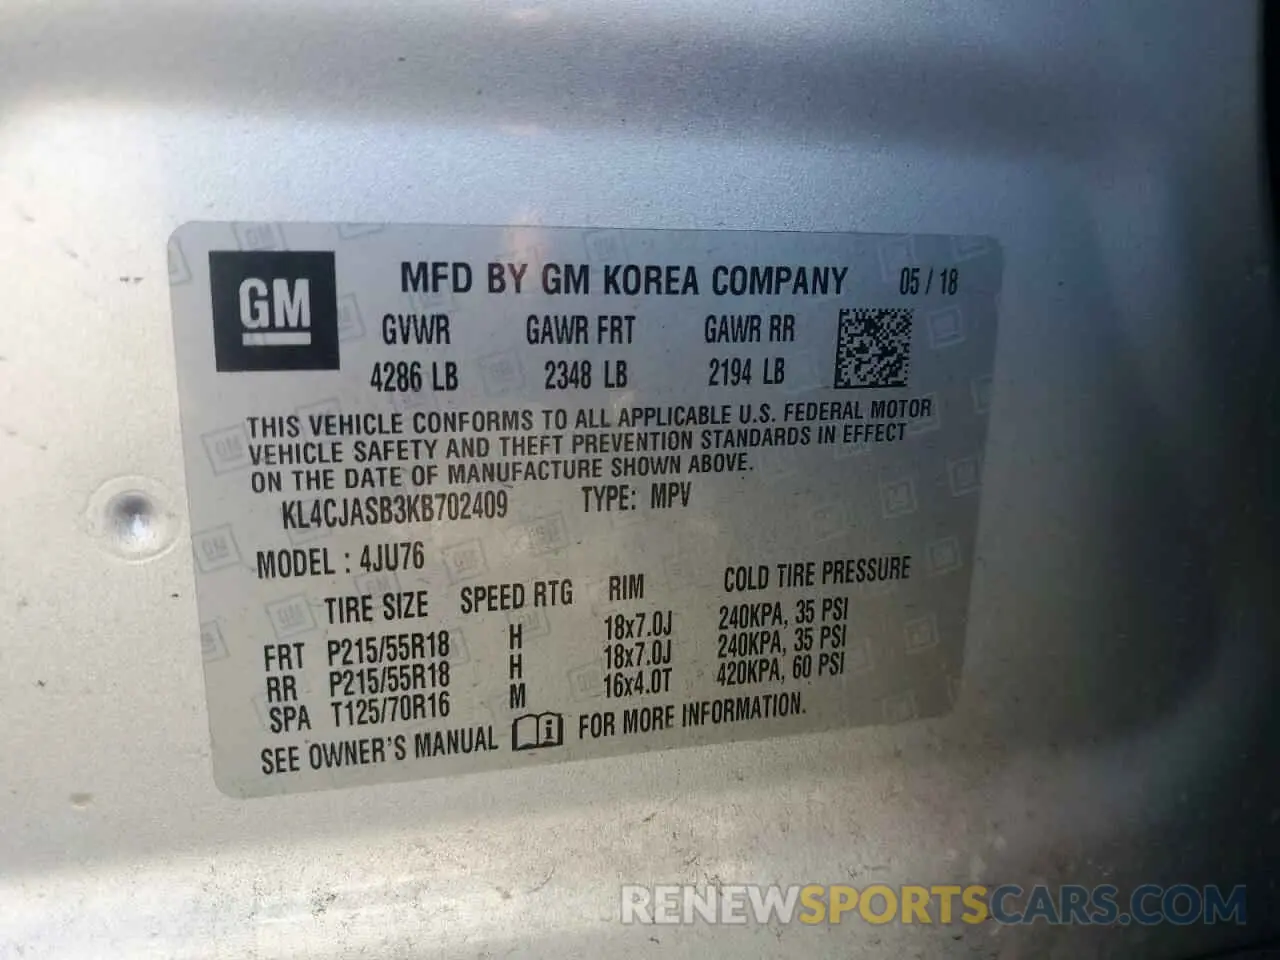 GM MFD BY GM KOREA COMPANY 05 / 18
GVWR GAWR FRT GAWR RR
4286 LB 2348 LB 2194 LB
THIS VEHICLE CONFORMS TO ALL APPLICABLE U.S. FEDERAL MOTOR
VEHICLE SAFETY AND THEFT PREVENTION STANDARDS IN EFFECT
ON THE DATE OF MANUFACTURE SHOWN ABOVE.
KL4CJASB3KB702409 TYPE: MPV
MODEL : 4JU76
TIRE SIZE SPEED RTG RIM COLD TIRE PRESSURE
FRT P215/55R18 H 18x7.0J 240KPA, 35 PSI
RR P215/55R18 H 18x7.0J 240KPA, 35 PSI
SPA T125/70R16 M 16x4.0T 420KPA, 60 PSI
SEE OWNER'S MANUAL i FOR MORE INFORMATION.
RENEWSPORTSCARS.COM